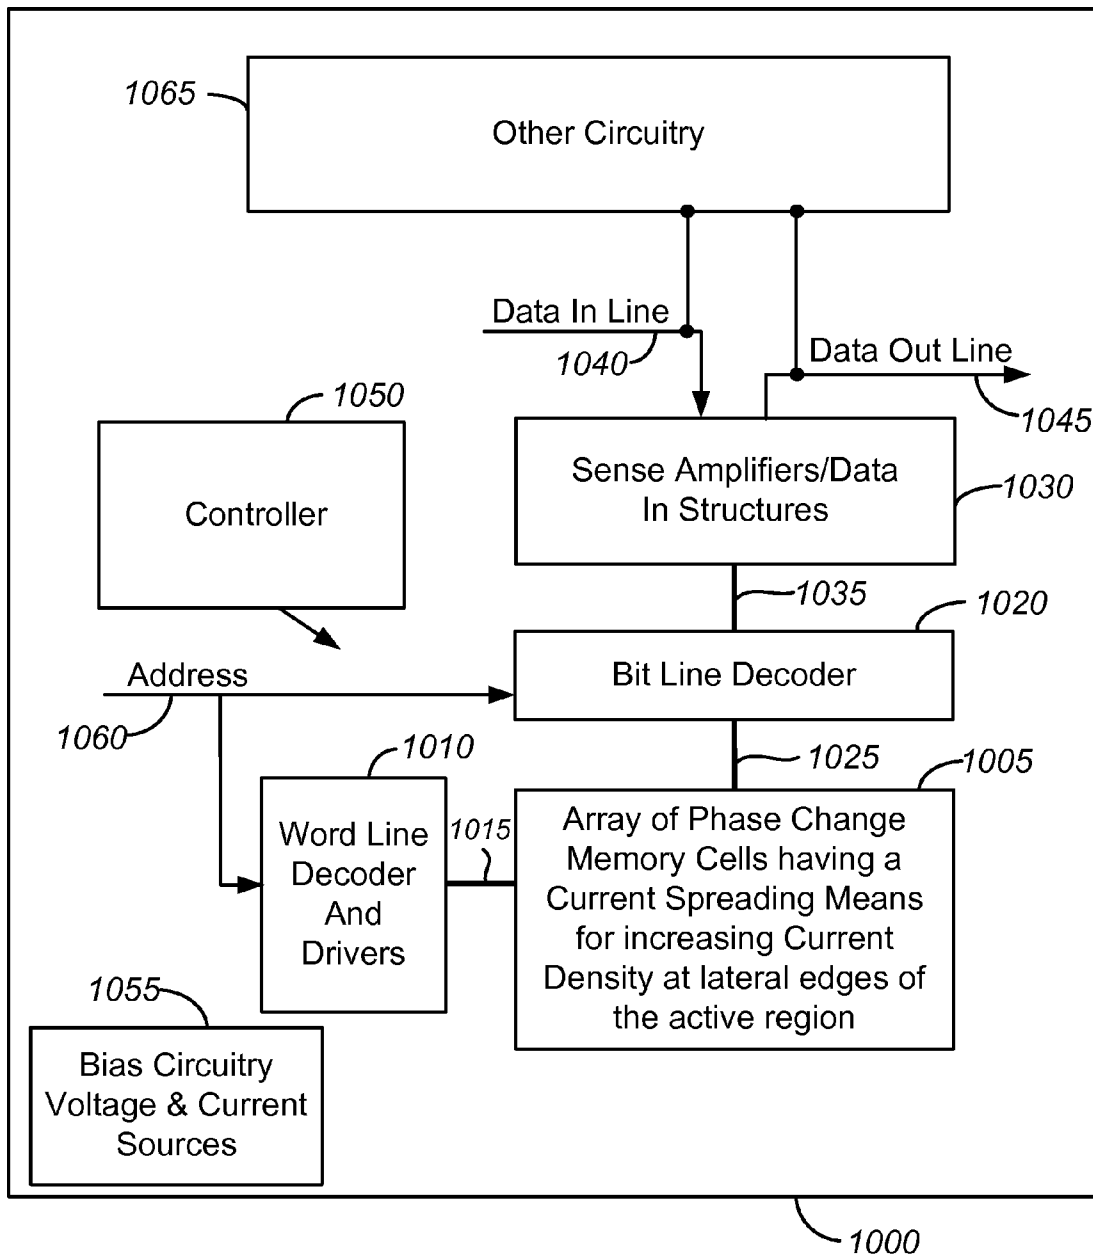 1065
Other Circuitry
Data In Line
1040
Data Out Line
1045
1050
Controller
Sense Amplifiers/Data
In Structures
1030
1035
1020
Address
1060
Bit Line Decoder
1010
1025
1005
Word Line
Decoder
And
Drivers
1015
Array of Phase Change
Memory Cells having a
Current Spreading Means
for increasing Current
Density at lateral edges of
the active region
1055
Bias Circuitry
Voltage & Current
Sources
1000